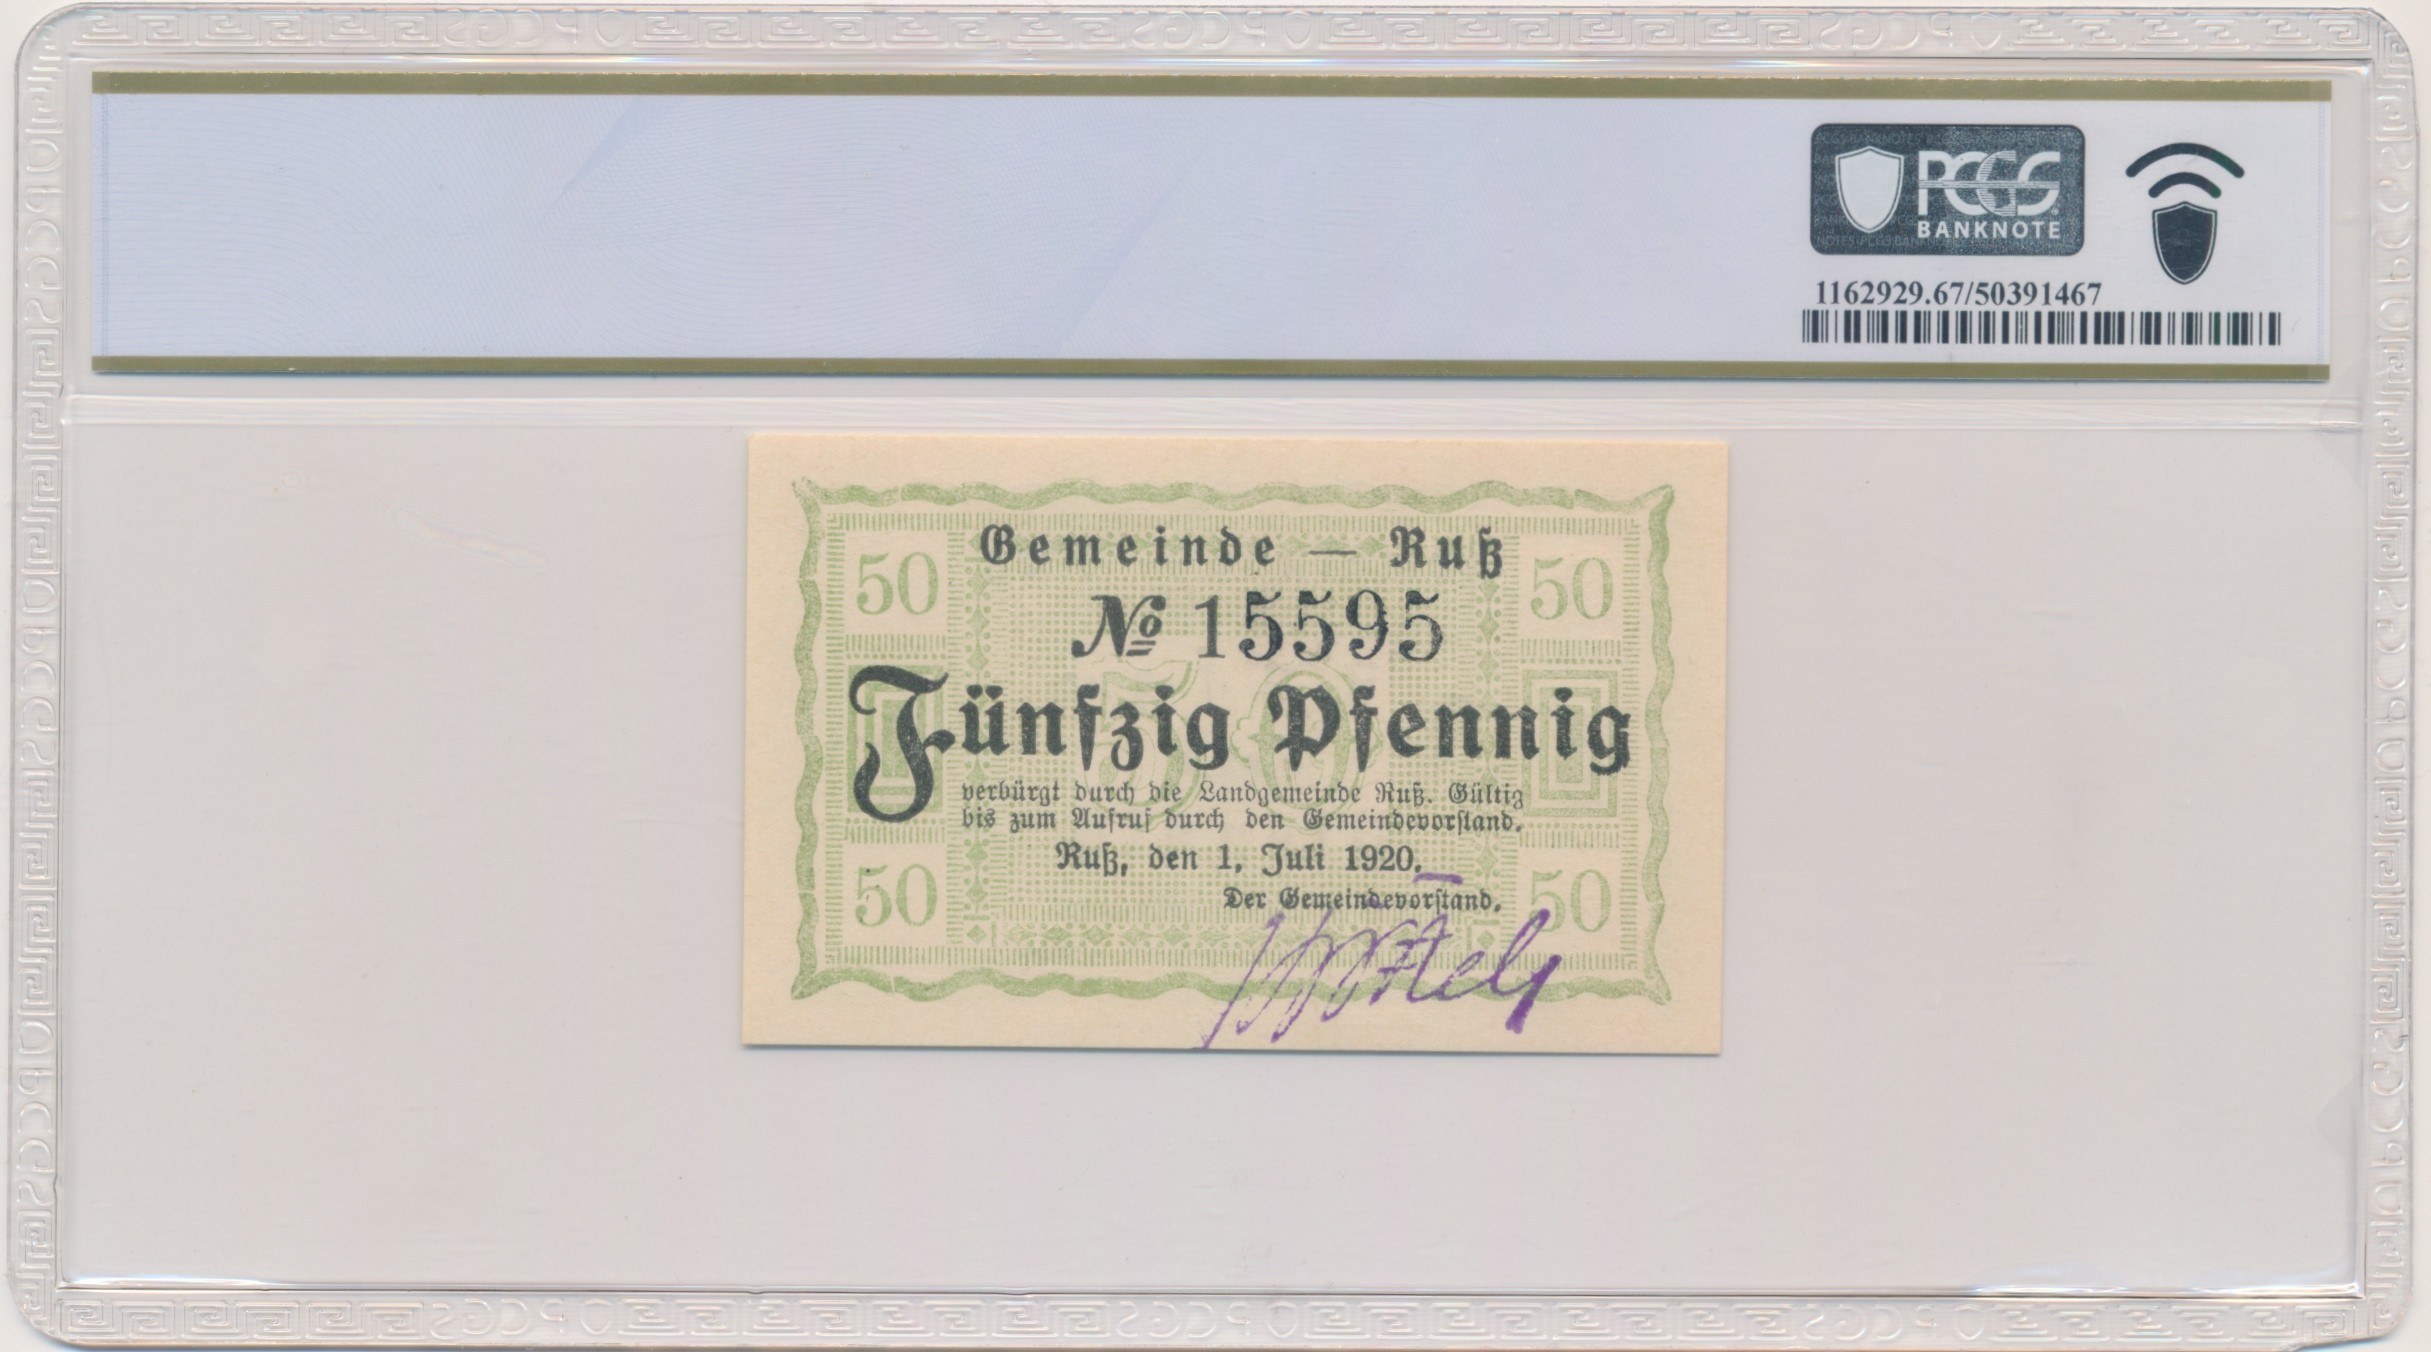 PCGS
BANKNOTE
1162929.67/50391467
Gemeinde — Ruß
50 50
№ 15595
Fünfzig Pfennig
50
verbürgt durch die Landgemeinde Ruß. Gültig
bis zum Aufruf durch den Gemeindevorstand.
Ruß, den 1. Juli 1920.
50 50
Der Gemeindevorstand.